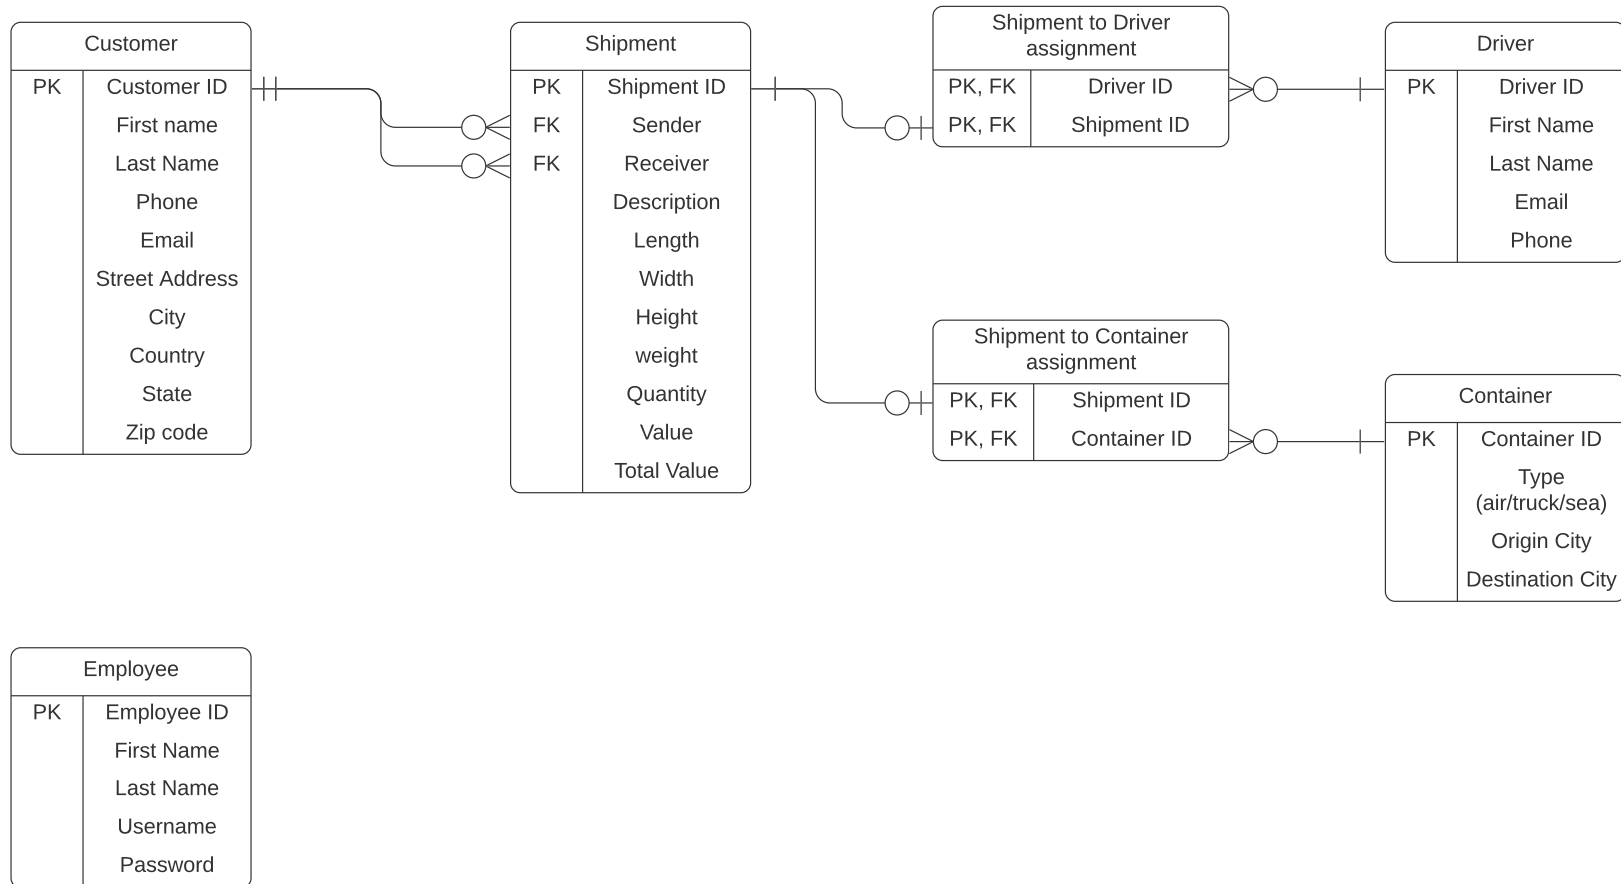 Customer
PK Customer ID
First name
Last Name
Phone
Email
Street Address
City
Country
State
Zip code
Shipment
PK Shipment ID
FK Sender
FK Receiver
Description
Length
Width
Height
weight
Quantity
Value
Total Value
Shipment to Driver
assignment
PK, FK Driver ID
PK, FK Shipment ID
Driver
PK Driver ID
First Name
Last Name
Email
Phone
Shipment to Container
assignment
PK, FK Shipment ID
PK, FK Container ID
Container
PK Container ID
Type
(air/truck/sea)
Origin City
Destination City
Employee
PK Employee ID
First Name
Last Name
Username
Password